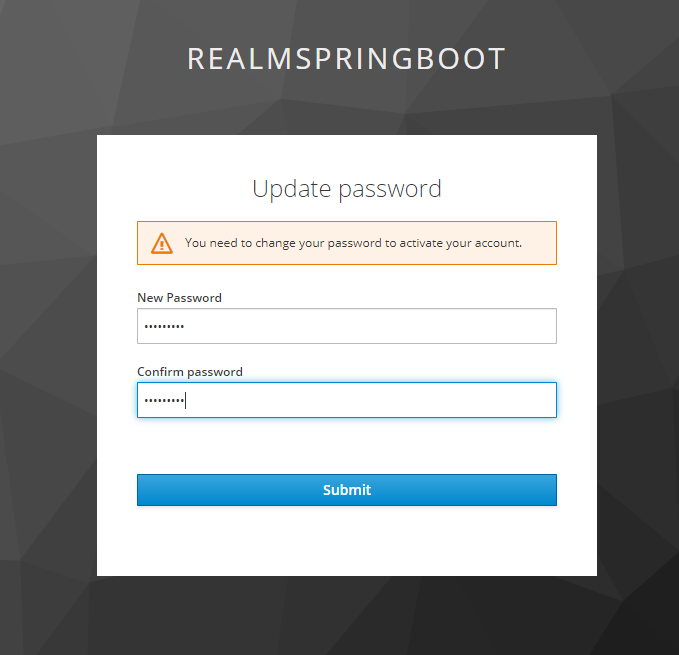 REALMSPRINGBOOT
Update password
You need to change your password to activate your account.
New Password
•••••••••
Confirm password
•••••••••
Submit